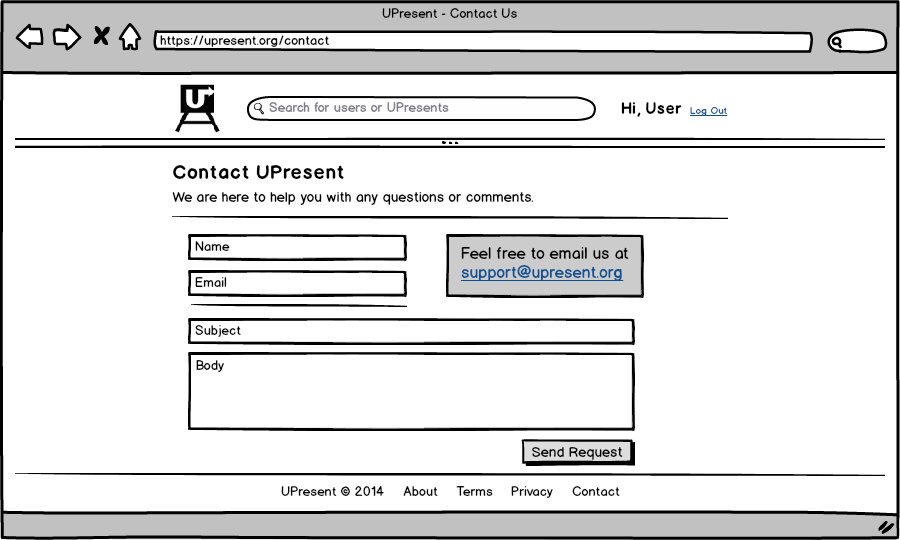 UPresent - Contact Us
https://upresent.org/contact
U
Search for users or UPresents
Hi, User Log Out
Contact UPresent
We are here to help you with any questions or comments.
Name
Feel free to email us at
support@upresent.org
Email
Subject
Body
Send Request
UPresent © 2014 About Terms Privacy Contact